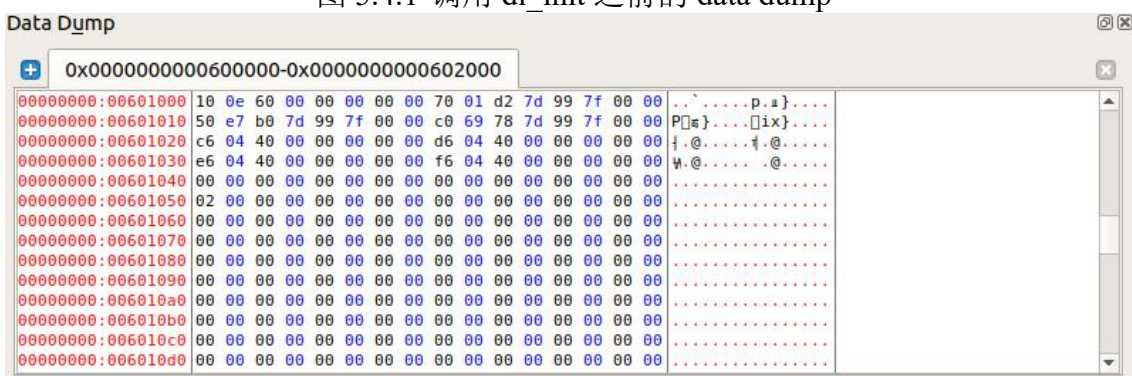 图 5.4.1 调用 dl_init 之前的 data dump
Data Dump
0x0000000000600000-0x0000000000602000
00000000:00601000 10 0e 60 00 00 00 00 00 70 01 d2 7d 99 7f 00 00 ..`.....p..}....
00000000:00601010 50 e7 b0 7d 99 7f 00 00 c0 69 78 7d 99 7f 00 00 P..}.....ix}....
00000000:00601020 c6 04 40 00 00 00 00 00 d6 04 40 00 00 00 00 00 ..@.......@.....
00000000:00601030 e6 04 40 00 00 00 00 00 f6 04 40 00 00 00 00 00 ..@.......@.....
00000000:00601040 00 00 00 00 00 00 00 00 00 00 00 00 00 00 00 00 ................
00000000:00601050 02 00 00 00 00 00 00 00 00 00 00 00 00 00 00 00 ................
00000000:00601060 00 00 00 00 00 00 00 00 00 00 00 00 00 00 00 00 ................
00000000:00601070 00 00 00 00 00 00 00 00 00 00 00 00 00 00 00 00 ................
00000000:00601080 00 00 00 00 00 00 00 00 00 00 00 00 00 00 00 00 ................
00000000:00601090 00 00 00 00 00 00 00 00 00 00 00 00 00 00 00 00 ................
00000000:006010a0 00 00 00 00 00 00 00 00 00 00 00 00 00 00 00 00 ................
00000000:006010b0 00 00 00 00 00 00 00 00 00 00 00 00 00 00 00 00 ................
00000000:006010c0 00 00 00 00 00 00 00 00 00 00 00 00 00 00 00 00 ................
00000000:006010d0 00 00 00 00 00 00 00 00 00 00 00 00 00 00 00 00 ................